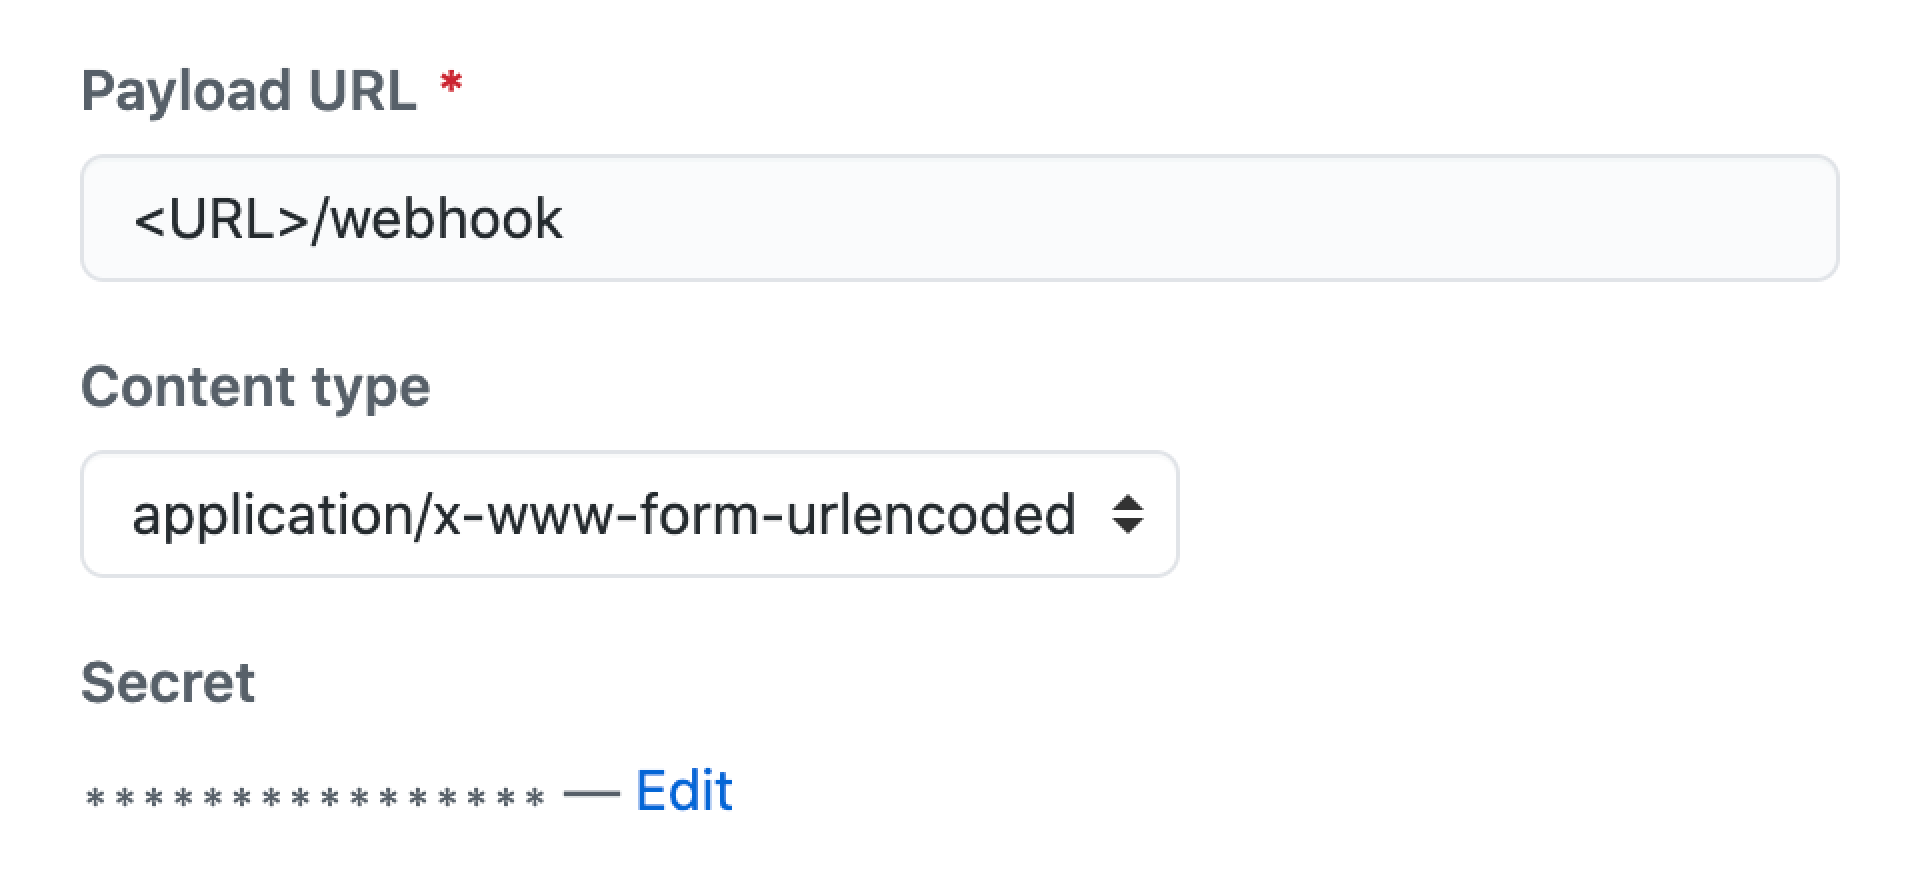 Payload URL *
<URL>/webhook
Content type
application/x-www-form-urlencoded
Secret
**************** — Edit